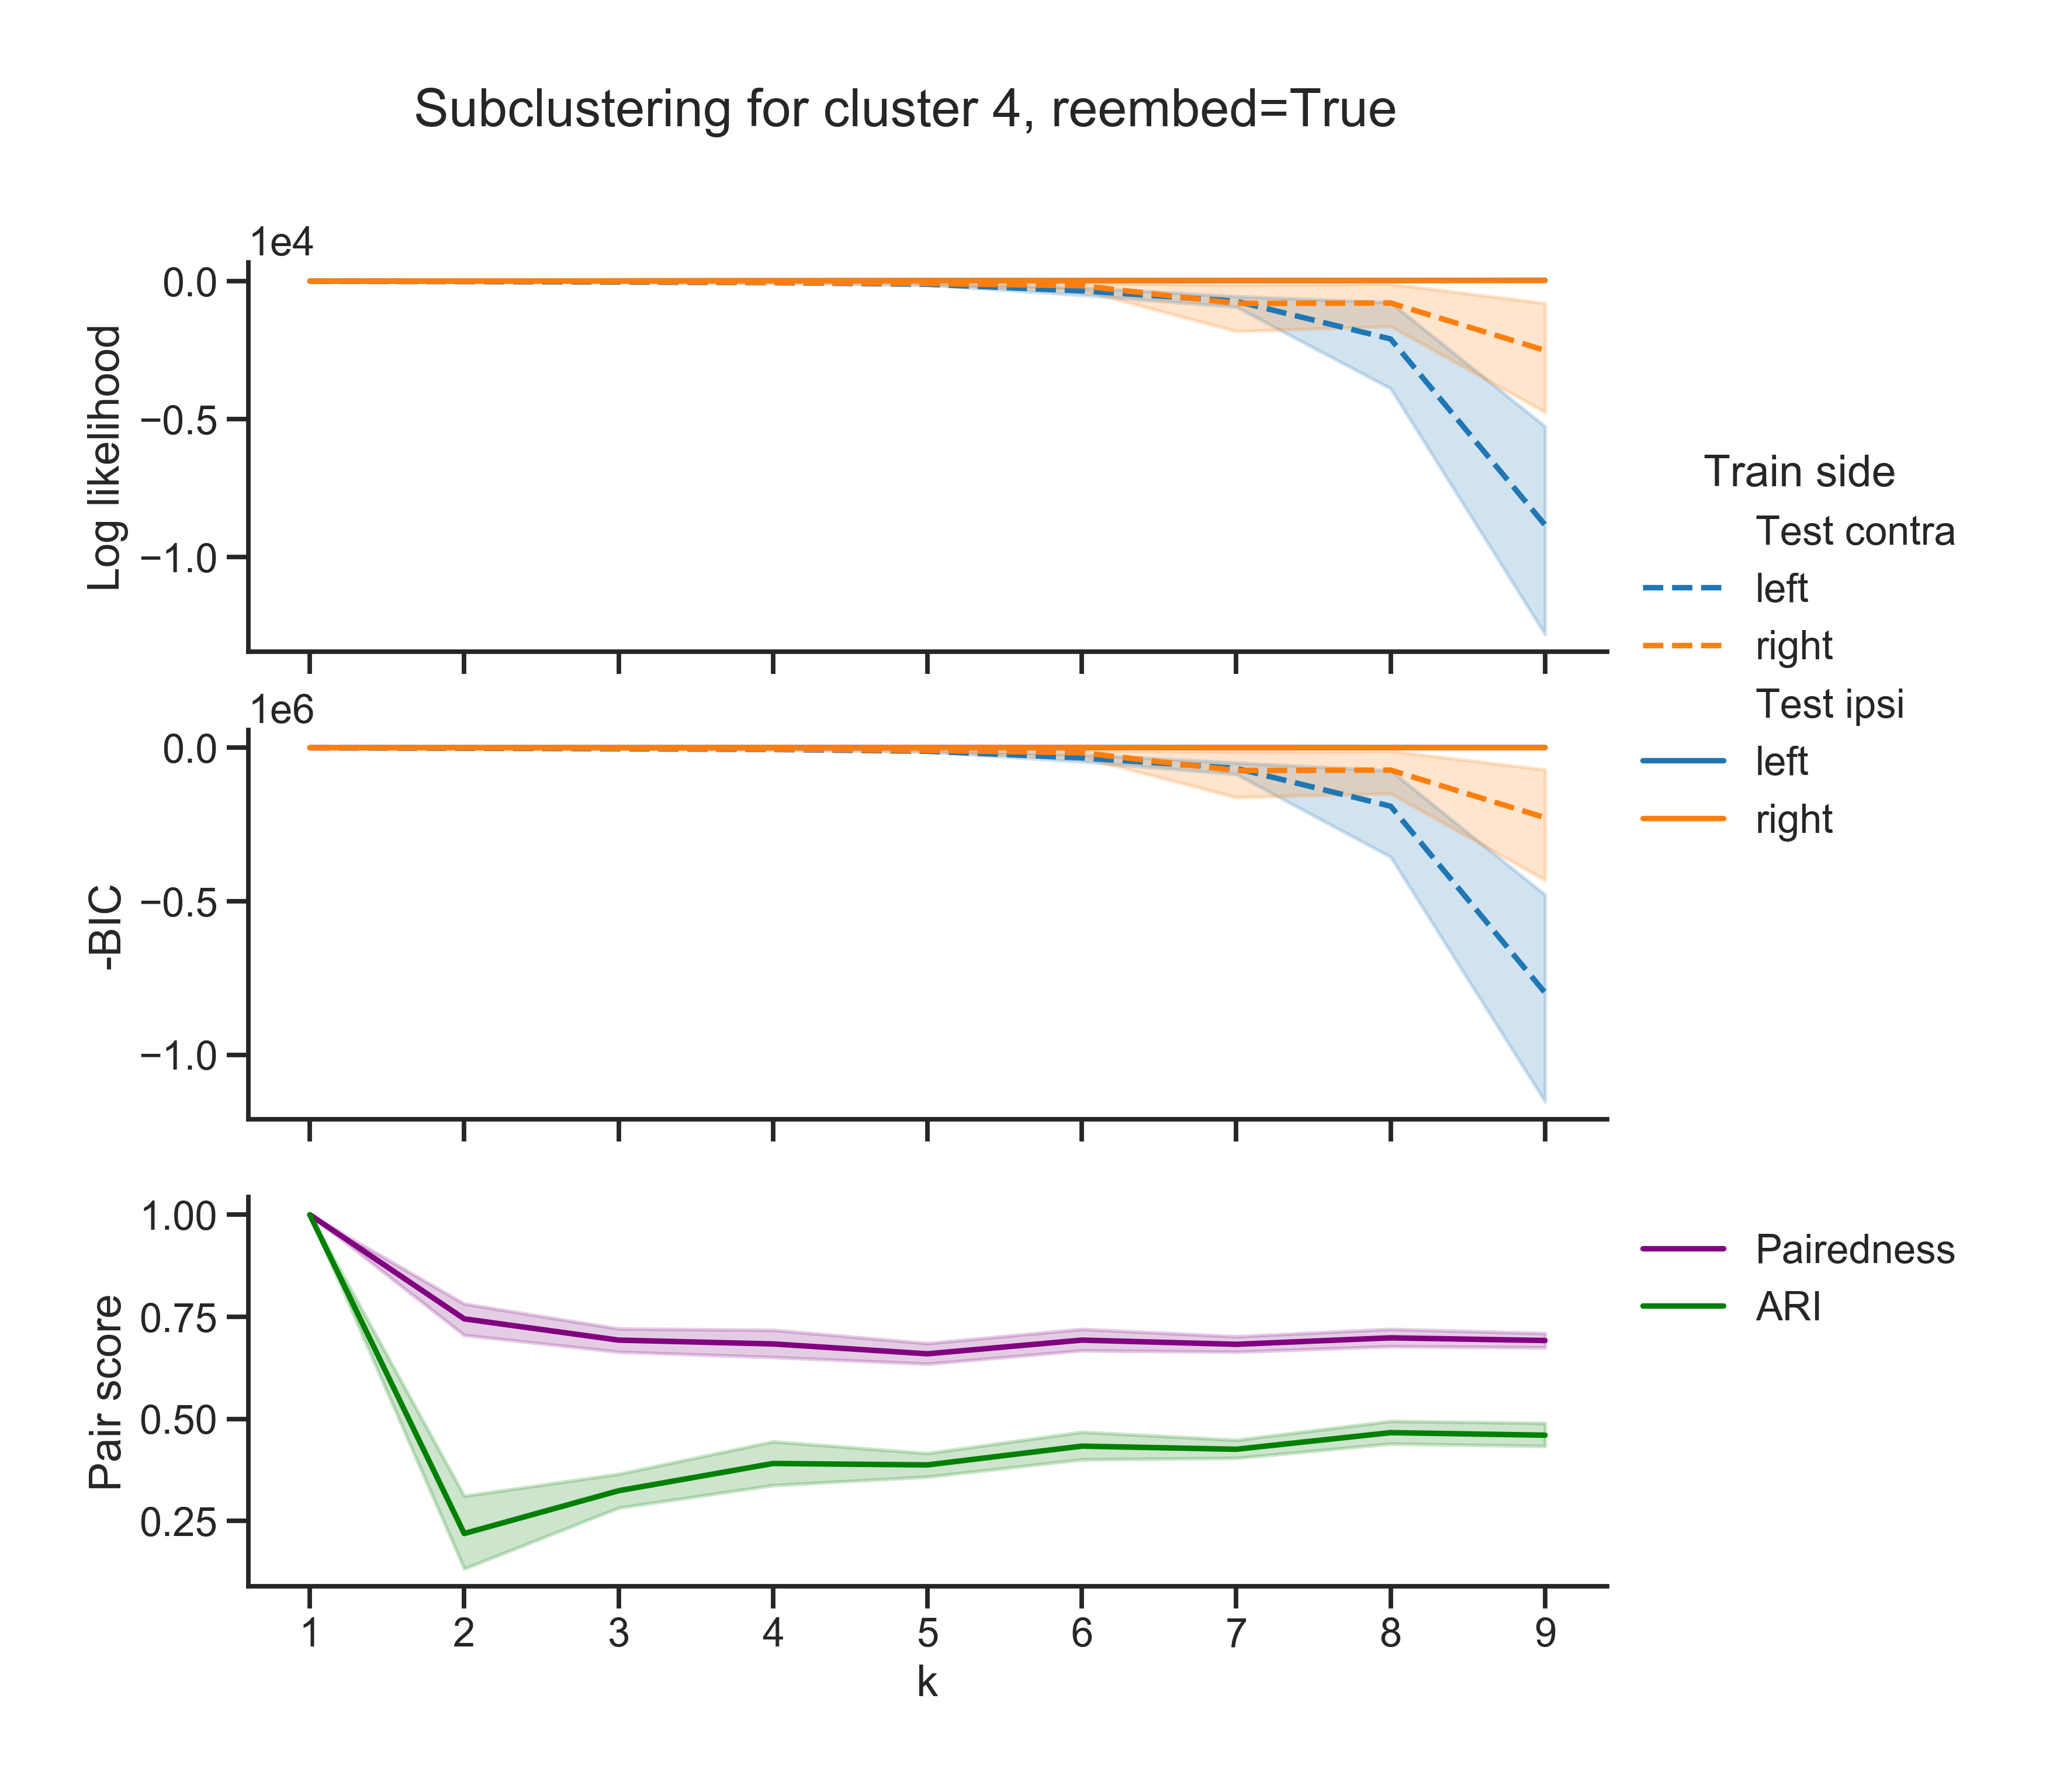 Subclustering for cluster 4, reembed=True
1e4
0.0
−0.5
−1.0
Log likelihood
1e6
0.0
−0.5
−1.0
-BIC
Train side
Test contra
left
right
Test ipsi
left
right
1.00
0.75
0.50
0.25
Pair score
Pairedness
ARI
1 2 3 4 5 6 7 8 9
k